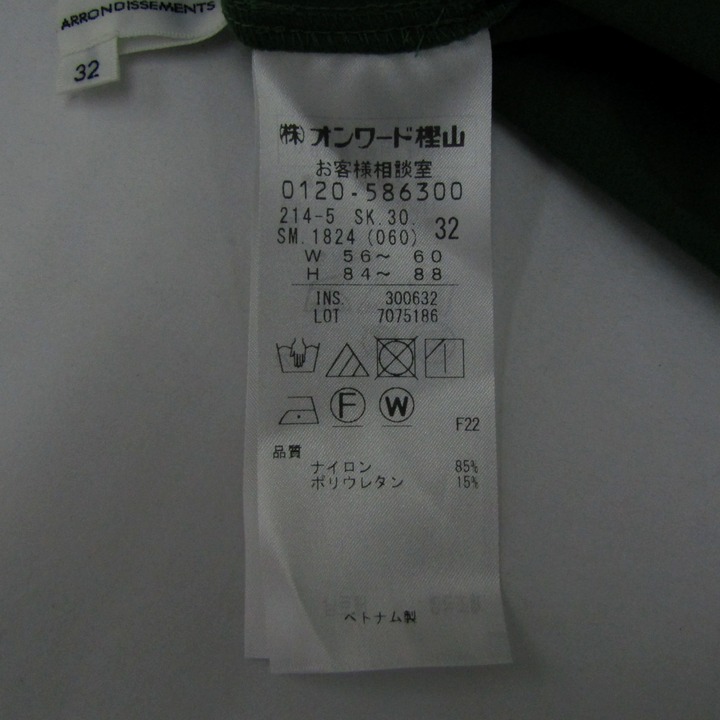 ARRONDISSEMENTS
32
㈱オンワード樫山
お客様相談室
0120-586300
214-5 SK.30.
SM.1824(060) 32
W 56～ 60
H 84～ 88
INS. 300632
LOT 7075186
F W
F22
品質
ナイロン 85%
ポリウレタン 15%
ベトナム製